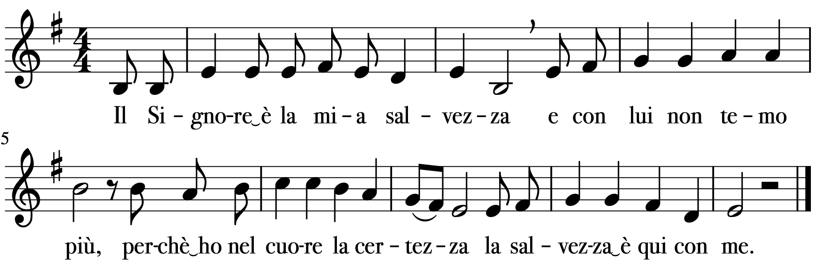 Il Si – gno-re‿è la mi – a sal – vez – za e con lui non te – mo
5
più, per-chè‿ho nel cuo-re la cer – tez – za la sal – vez-za‿è qui con me.